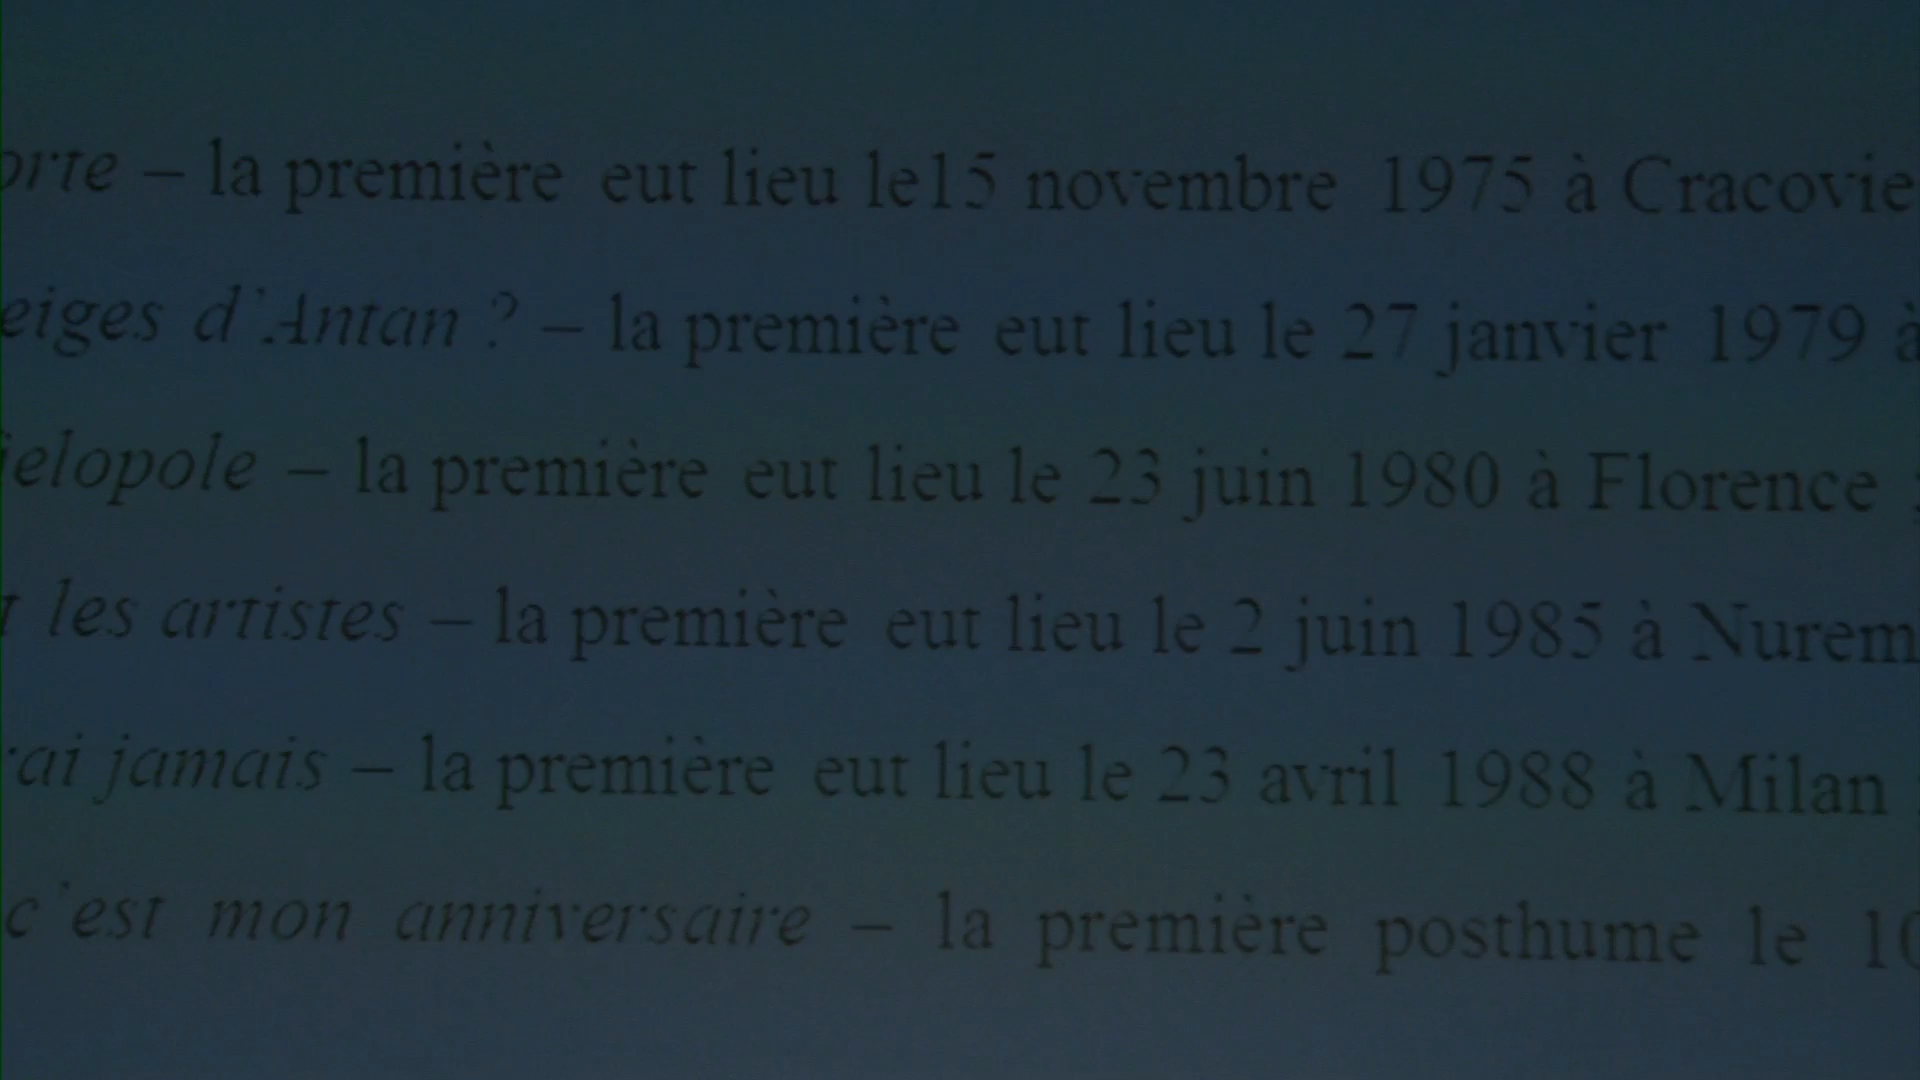 orte – la première eut lieu le15 novembre 1975 à Cracovie
eiges d'Antan ? – la première eut lieu le 27 janvier 1979 à
ielopole – la première eut lieu le 23 juin 1980 à Florence ;
t les artistes – la première eut lieu le 2 juin 1985 à Nurem
rai jamais – la première eut lieu le 23 avril 1988 à Milan ;
c'est mon anniversaire – la première posthume le 10